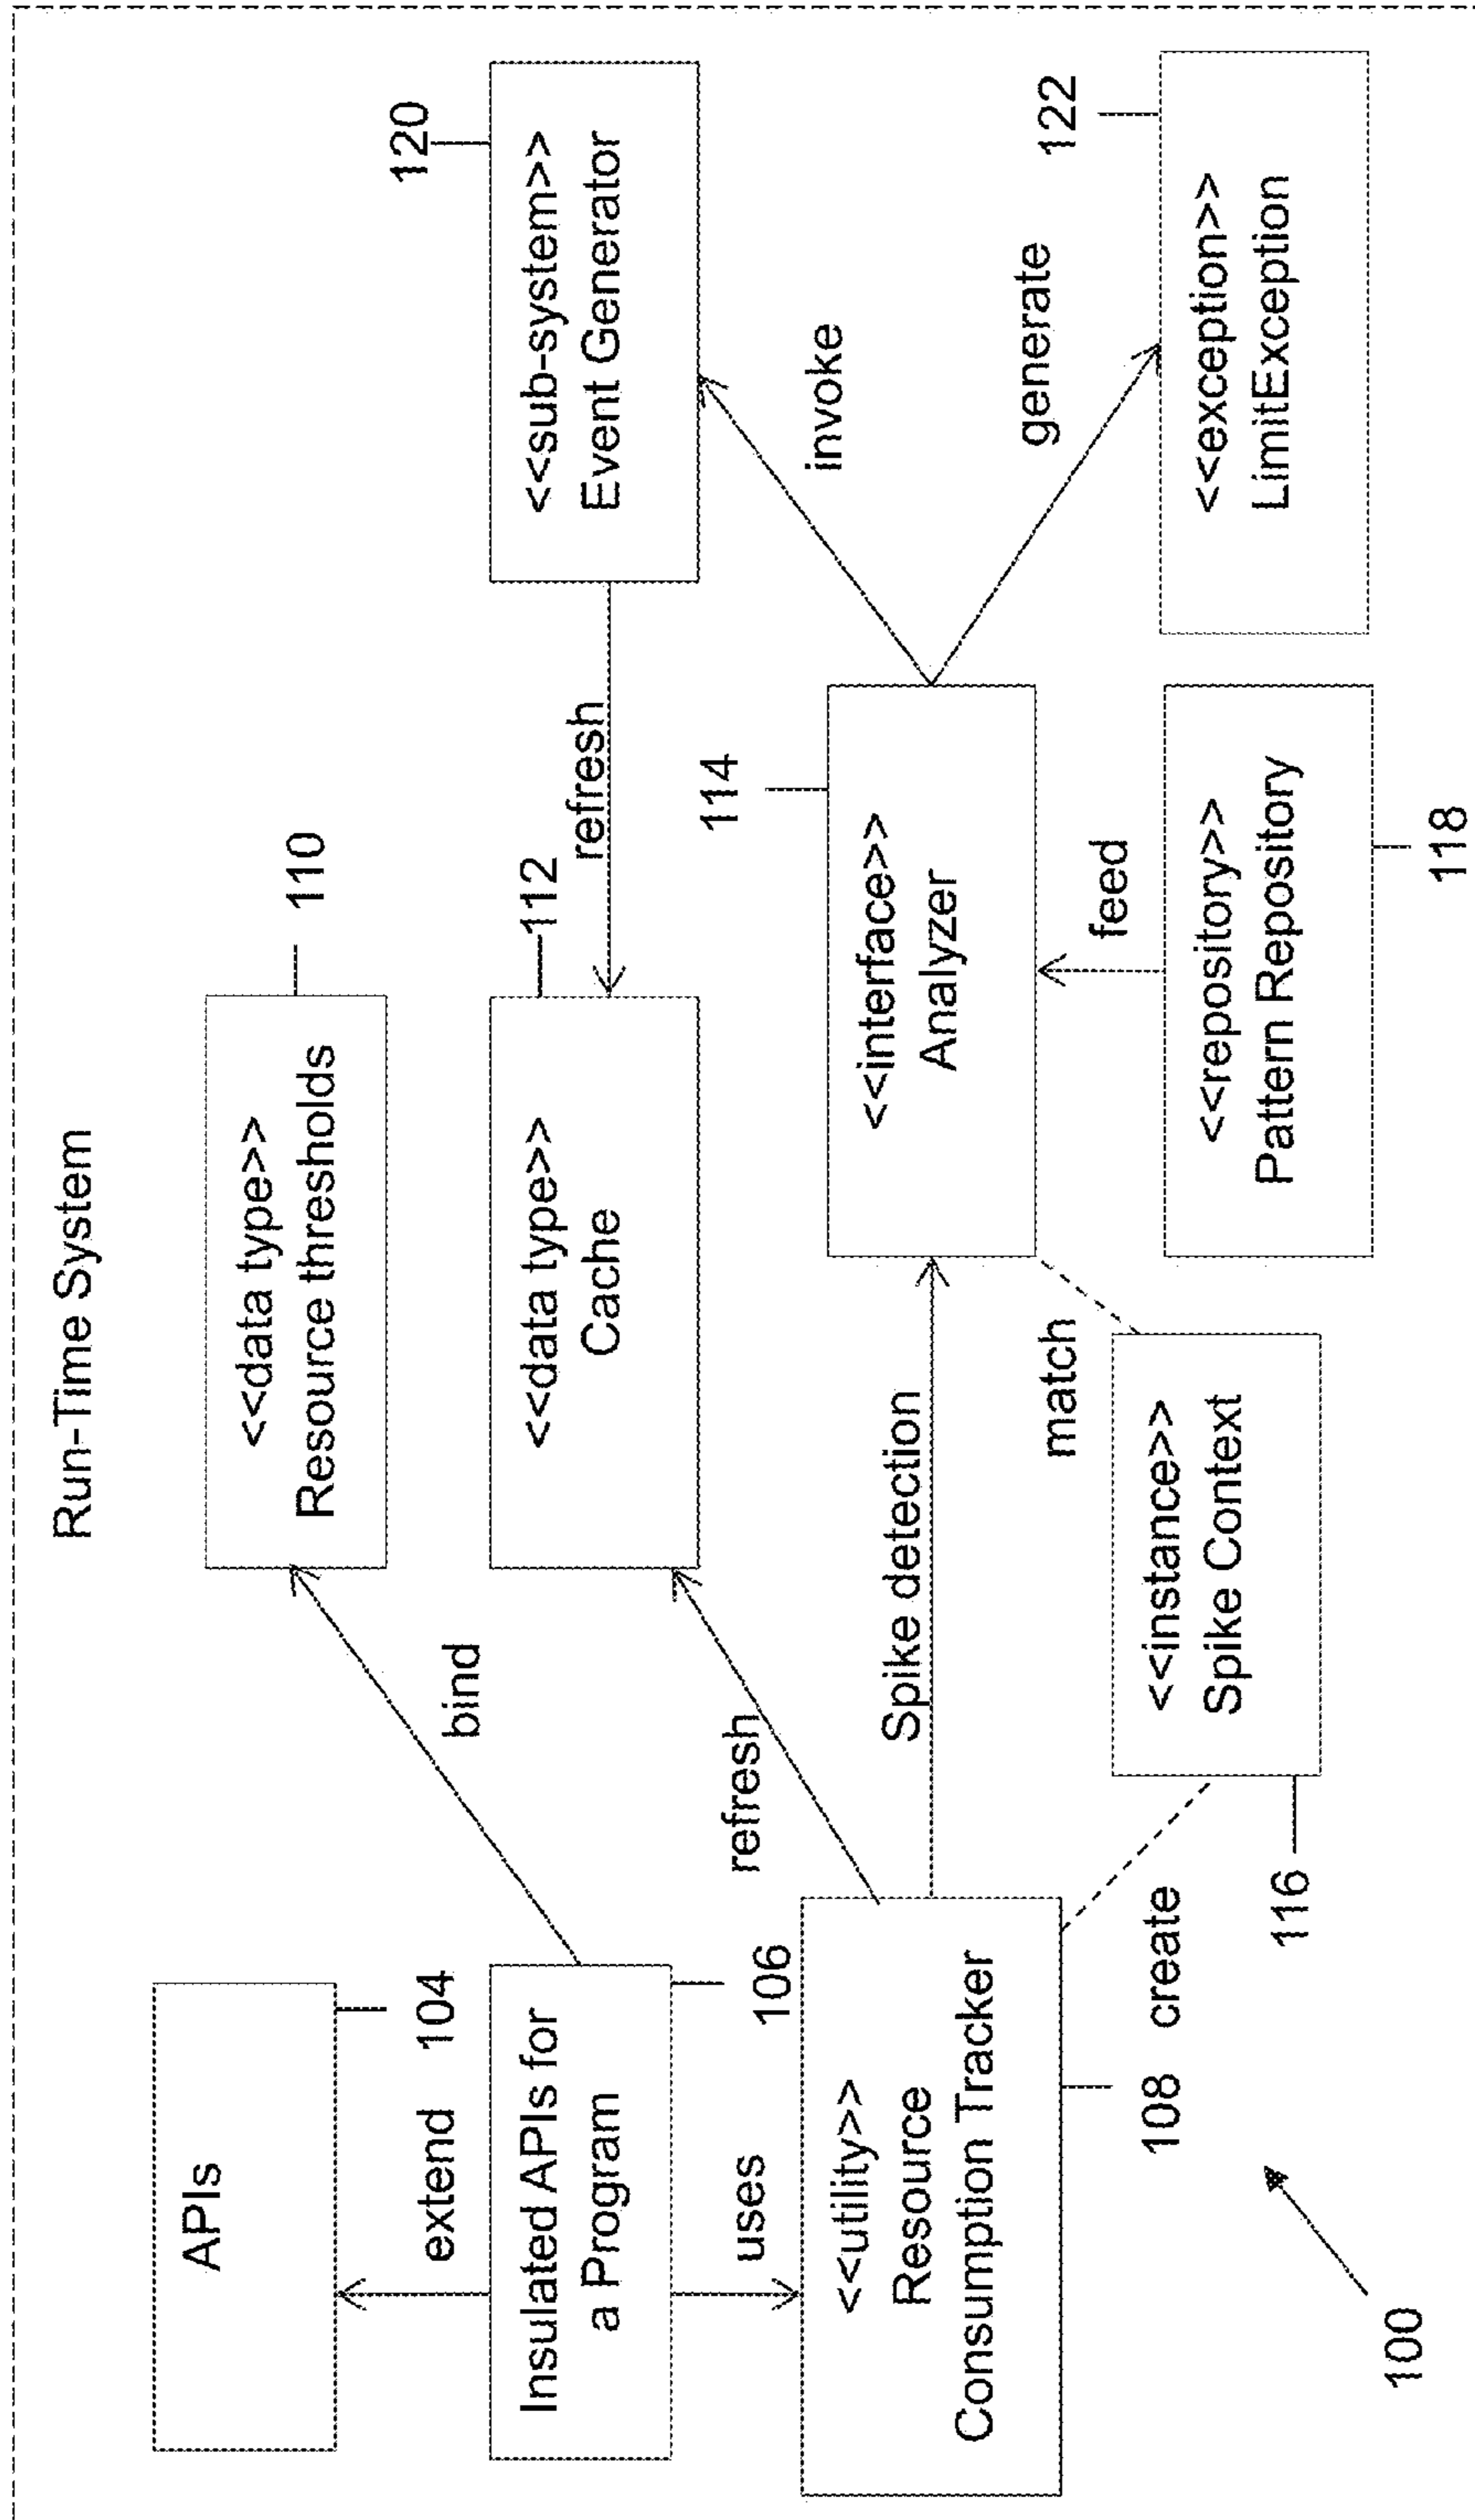 Run-Time System
APIs
104
extend
Insulated APIs for
a Program
106
uses
<<utility>>
Resource
Consumption Tracker
108
create
100
bind
<<data type>>
Resource thresholds
110
refresh
<<data type>>
Cache
112
refresh
Spike detection
<<instance>>
Spike Context
116
match
<<interface>>
Analyzer
114
feed
<<repository>>
Pattern Repository
118
invoke
<<sub-system>>
Event Generator
120
generate
<<exception>>
LimitException
122